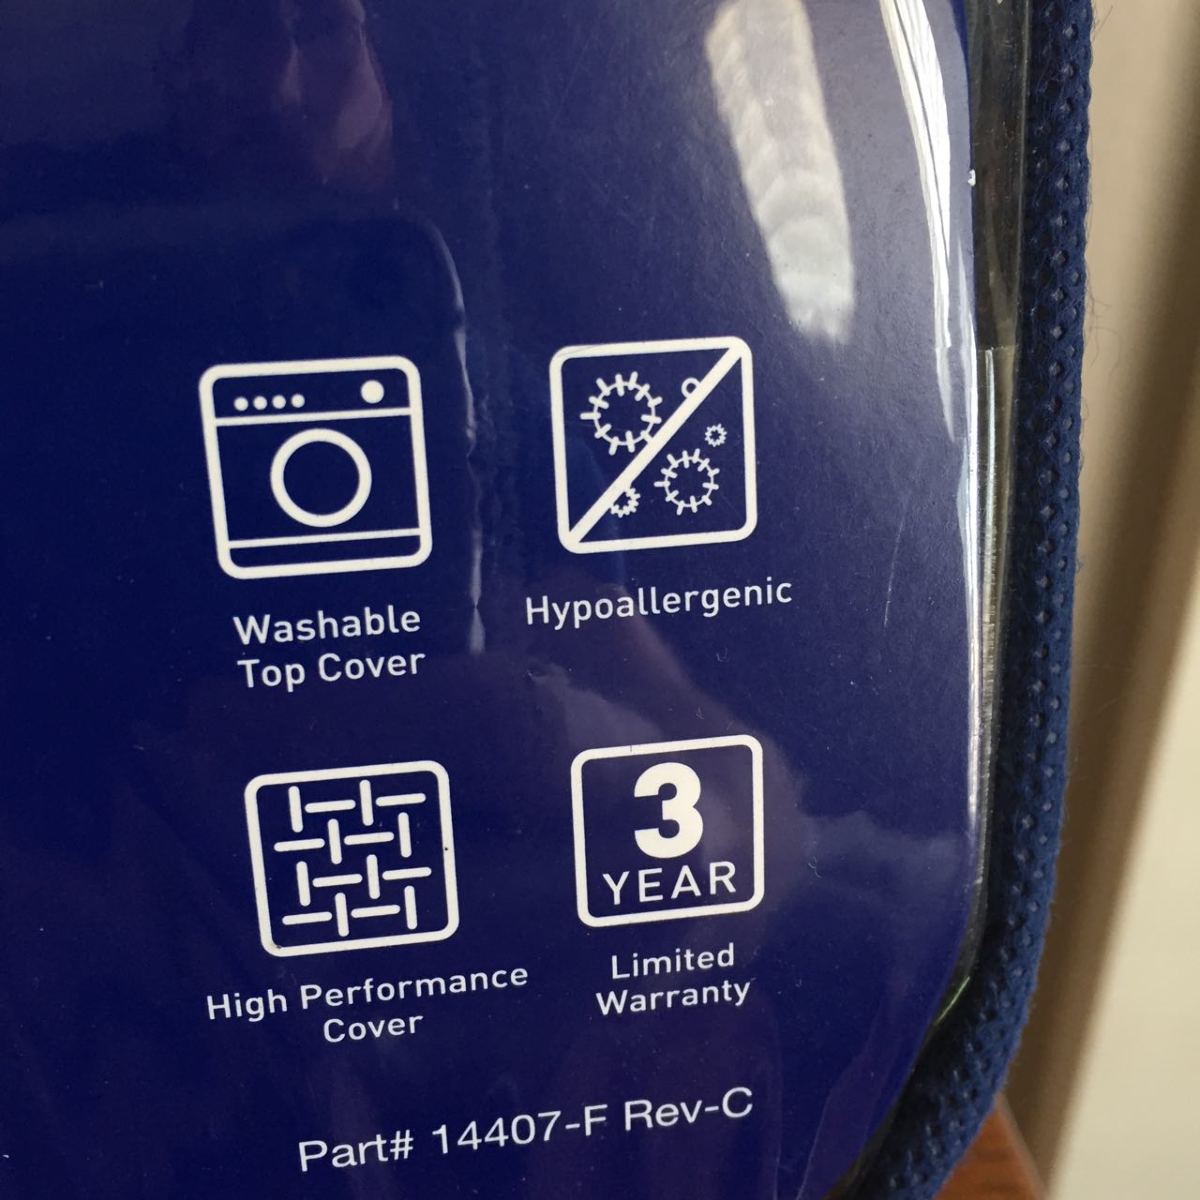 Washable
Top Cover
Hypoallergenic
High Performance
Cover
3
YEAR
Limited
Warranty
Part# 14407-F Rev-C